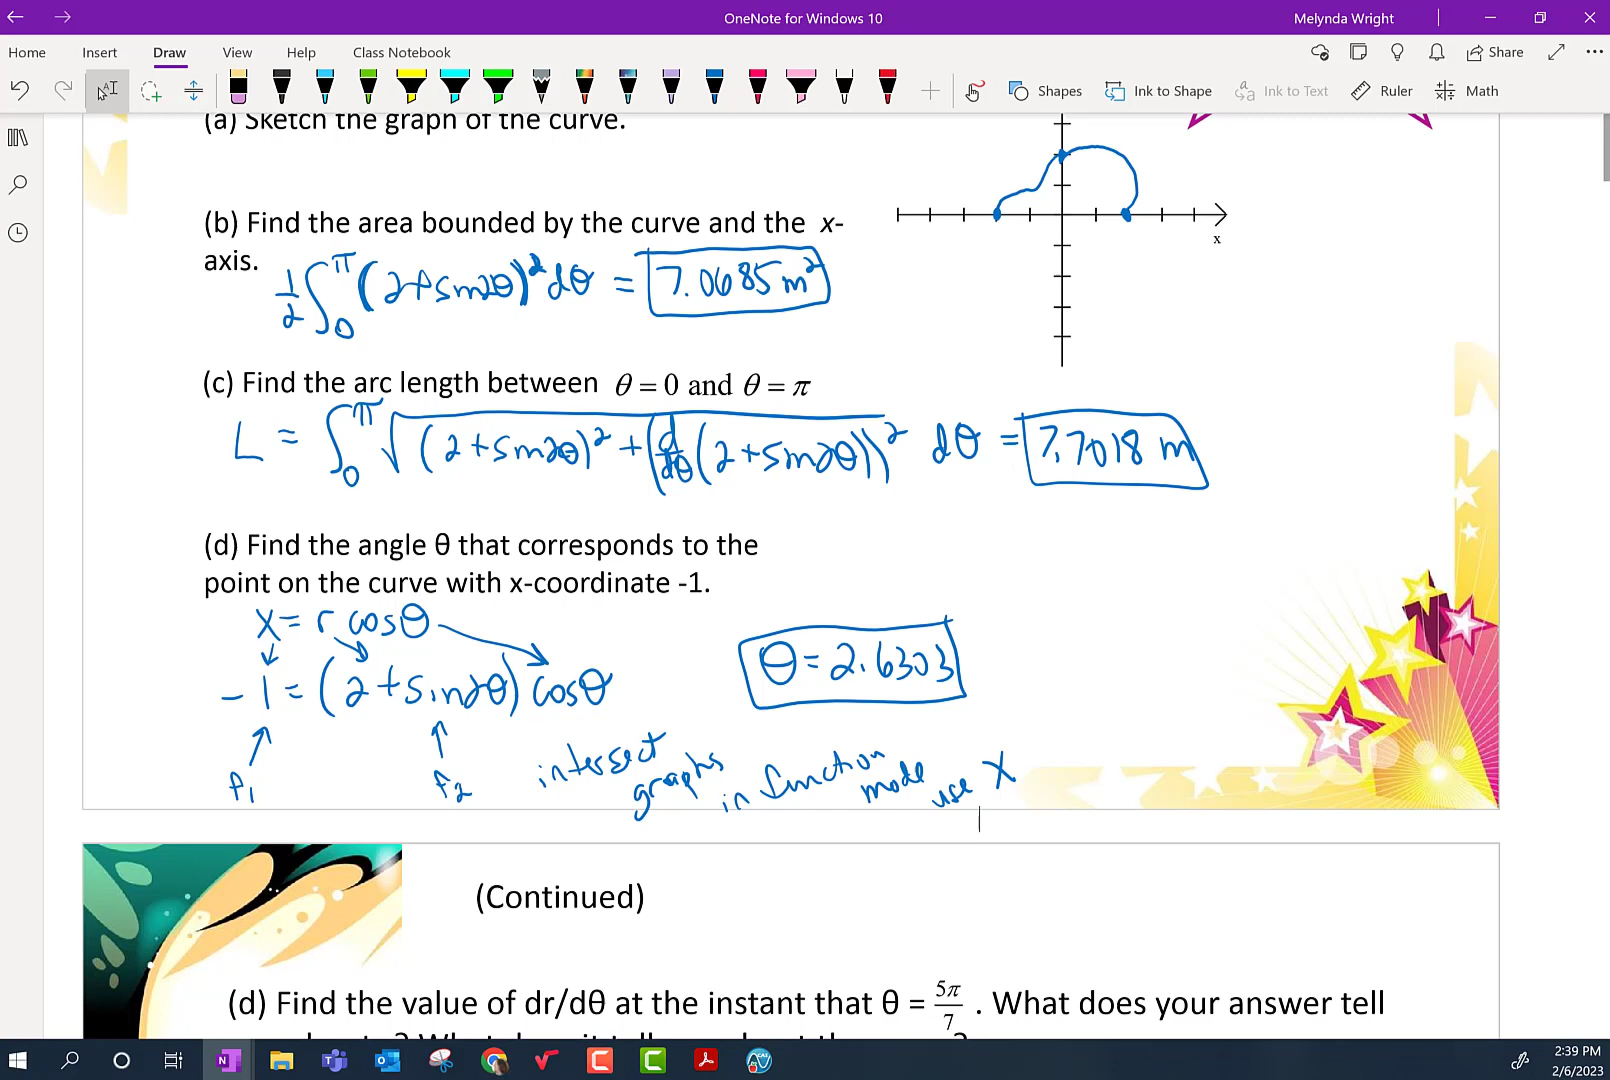 OneNote for Windows 10
Melynda Wright
Home Insert Draw View Help Class Notebook
Share
Shapes Ink to Shape Ink to Text Ruler Math
(a) Sketch the graph of the curve.
x
(b) Find the area bounded by the curve and the x-
axis.
1/2 ∫₀^π (2+sin2θ)² dθ = 7.0685 m²
(c) Find the arc length between θ = 0 and θ = π
L = ∫₀^π √((2+sin2θ)² + (d/dθ(2+sin2θ))²) dθ = 7.7018 m
(d) Find the angle θ that corresponds to the
point on the curve with x-coordinate -1.
x = r cosθ
-1 = (2+sin2θ) cosθ
θ = 2.6303
f₁ f₂
intersect graphs in function mode use X
(Continued)
(d) Find the value of dr/dθ at the instant that θ = 5π/7 . What does your answer tell
2:39 PM
2/6/2023